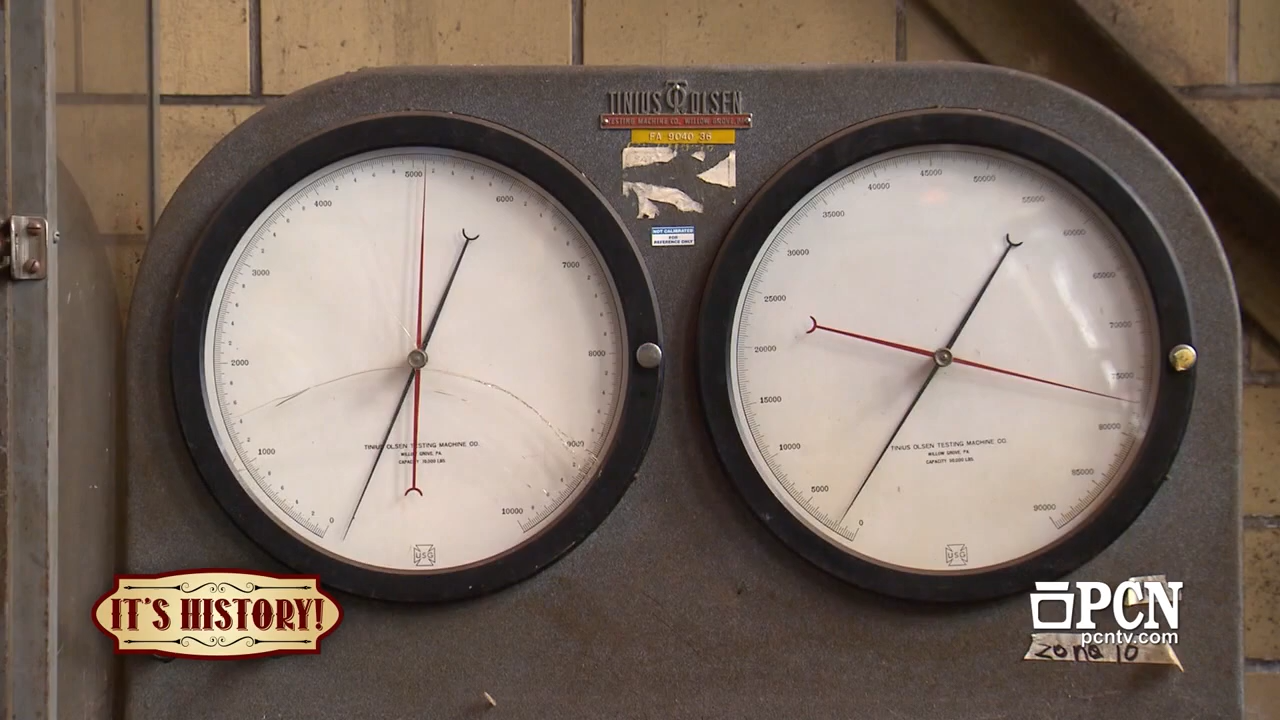 TINIUS OLSEN
TESTING MACHINE CO. WILLOW GROVE, PA.
PA 9040 36
NOT CALIBRATED
FOR
REFERENCE ONLY
0
1000
2000
3000
4000
5000
6000
7000
8000
9000
10000
TINIUS OLSEN TESTING MACHINE CO.
WILLOW GROVE, PA.
USG
0
5000
10000
15000
20000
25000
30000
35000
40000
45000
50000
55000
60000
65000
70000
75000
80000
85000
90000
TINIUS OLSEN TESTING MACHINE CO.
WILLOW GROVE, PA.
USG
IT'S HISTORY!
PCN
pcntv.com
Zone 10